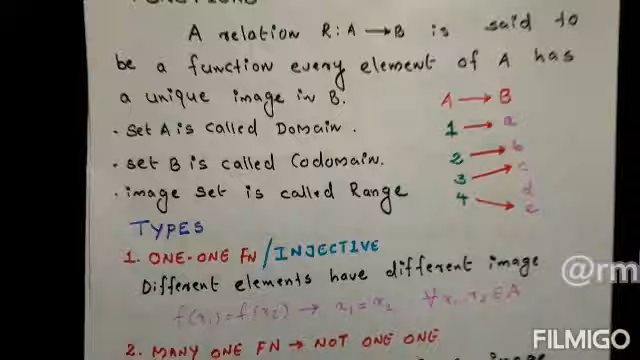 FUNCTIONS
A relation R: A → B is said to
be a function every element of A has
a unique image in B.
A → B
• Set A is called Domain.
1 → a
• set B is called Codomain.
2 → b
3 → c
d
• image set is called Range
4 → e
TYPES
1. ONE-ONE FN / INJECTIVE
Different elements have different image
f(x₁) = f(x₂) → x₁ = x₂ ∀ x₁, x₂ ∈ A
2. MANY ONE FN → NOT ONE ONE
@rm
FILMIGO